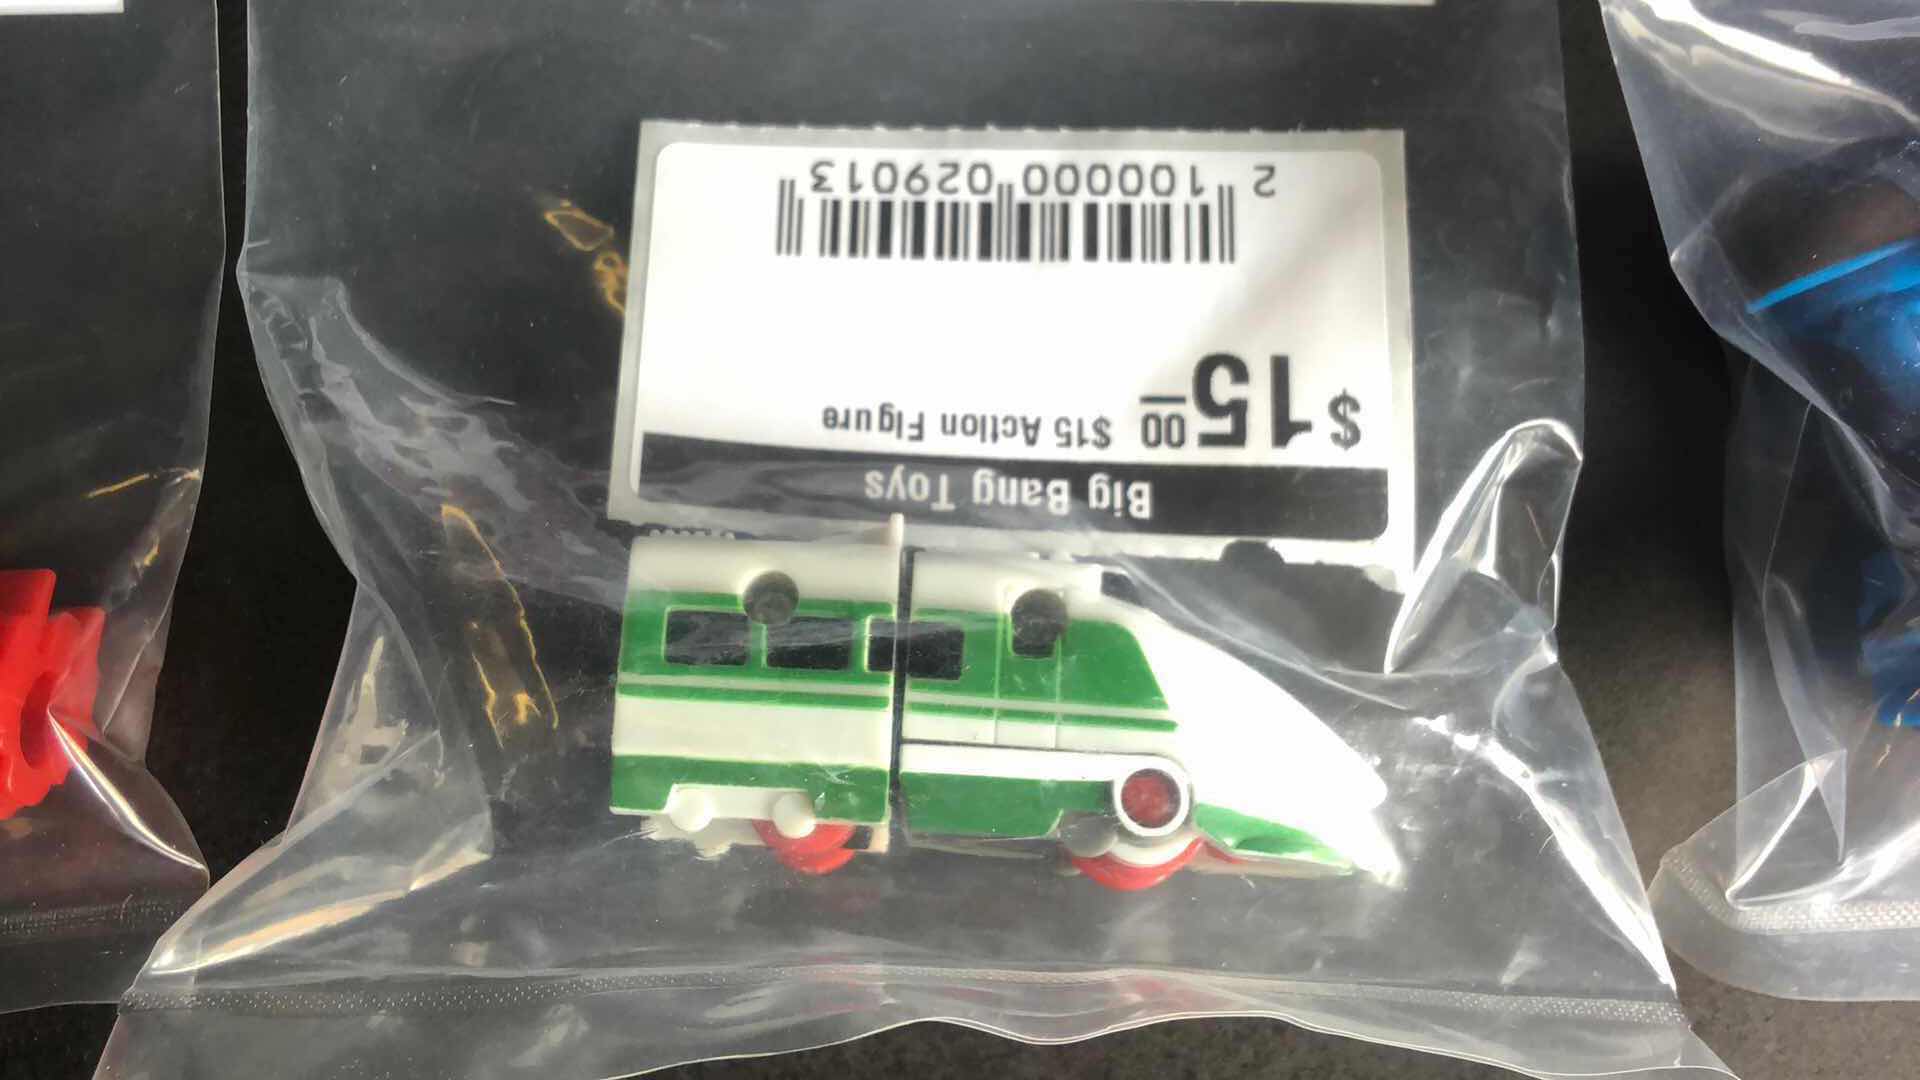 Big Bang Toys
$15.00 $15 Action Figure
2 100000 029013